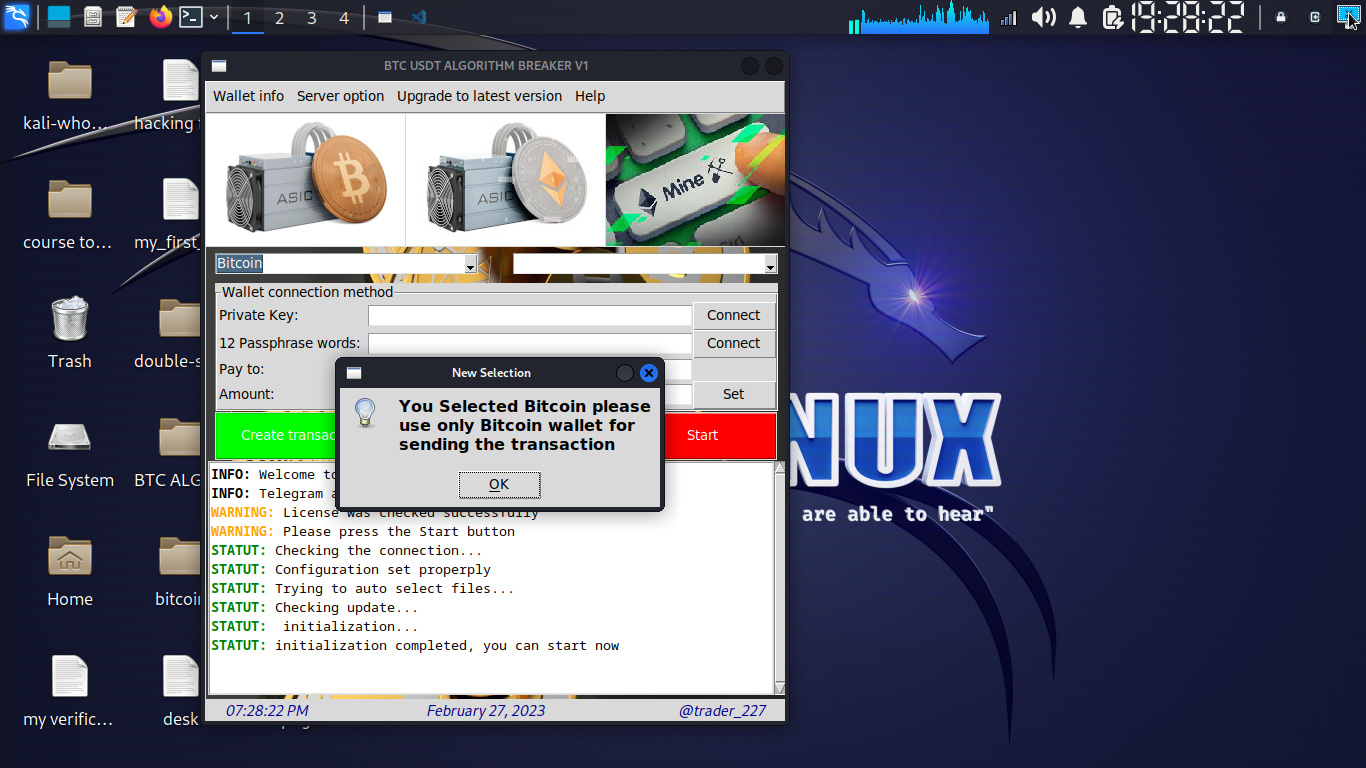 1 2 3 4
19:28:22
BTC USDT ALGORITHM BREAKER V1
Wallet info Server option Upgrade to latest version Help
ASIC
ASIC
Mine
Ctrl
Bitcoin
Wallet connection method
Private Key:
Connect
12 Passphrase words:
Connect
Pay to:
Amount:
Set
Create transac
Start
New Selection
You Selected Bitcoin please
use only Bitcoin wallet for
sending the transaction
OK
INFO: Welcome to
INFO: Telegram a
WARNING: License was checked successfully
WARNING: Please press the Start button
STATUT: Checking the connection...
STATUT: Configuration set properply
STATUT: Trying to auto select files...
STATUT: Checking update...
STATUT: initialization...
STATUT: initialization completed, you can start now
07:28:22 PM
February 27, 2023
@trader_227
kali-who...
hacking
course to...
my_first_
Trash
double-s
File System
BTC ALG
Home
bitcoi
my verific...
desk
NUX
are able to hear"